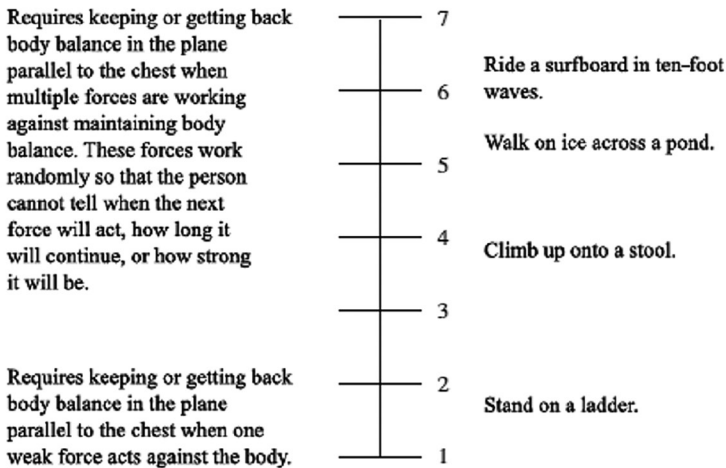 Requires keeping or getting back
body balance in the plane
parallel to the chest when
multiple forces are working
against maintaining body
balance. These forces work
randomly so that the person
cannot tell when the next
force will act, how long it
will continue, or how strong
it will be.
Requires keeping or getting back
body balance in the plane
parallel to the chest when one
weak force acts against the body.
7
6
5
4
3
2
1
Ride a surfboard in ten–foot
waves.
Walk on ice across a pond.
Climb up onto a stool.
Stand on a ladder.